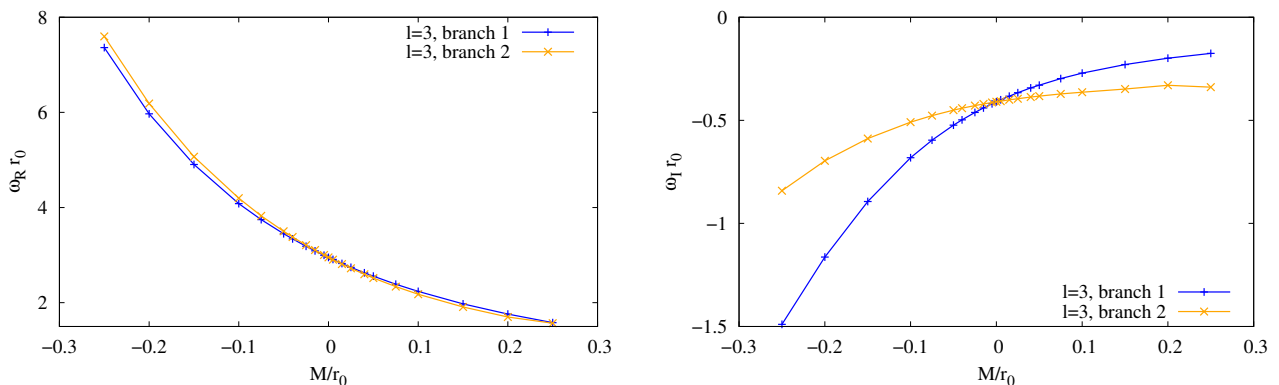 8
6
4
2
ω_R r_0
−0.3 −0.2 −0.1 0 0.1 0.2 0.3
M/r_0
l=3, branch 1
l=3, branch 2
0
−0.5
−1
−1.5
ω_I r_0
−0.3 −0.2 −0.1 0 0.1 0.2 0.3
M/r_0
l=3, branch 1
l=3, branch 2